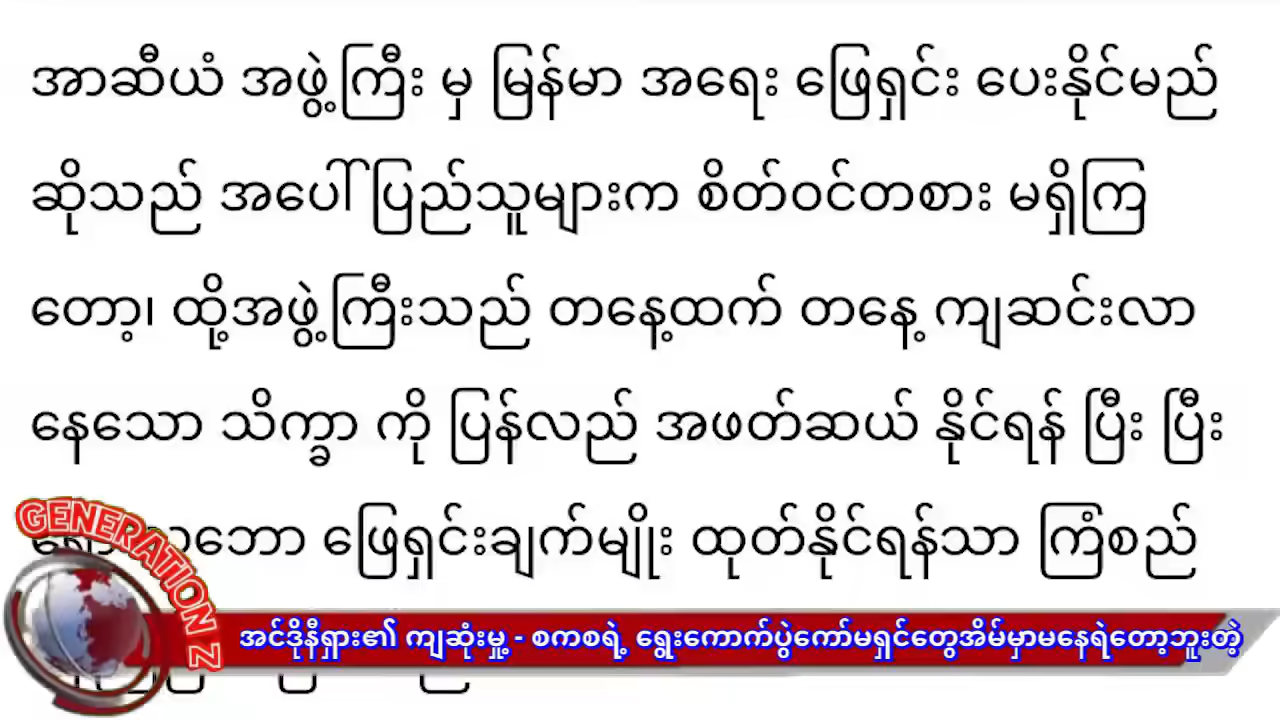 အာဆီယံ အဖွဲ့ကြီး မှ မြန်မာ အရေး ဖြေရှင်း ပေးနိုင်မည်
ဆိုသည် အပေါ် ပြည်သူများက စိတ်ဝင်တစား မရှိကြ
တော့၊ ထို့အဖွဲ့ကြီးသည် တနေ့ထက် တနေ့ ကျဆင်းလာ
နေသော သိက္ခာ ကို ပြန်လည် အဖတ်ဆယ် နိုင်ရန် ပြီး ပြီး
ဖြေရှင်းချက်မျိုး ထုတ်နိုင်ရန်သာ ကြံစည်
GENERATION Z
အင်ဒိုနီရှား၏ ကျဆုံးမှု့ - စကစရဲ့ ရွေးကောက်ပွဲကော်မရှင်တွေအိမ်မှာမနေရဲတော့ဘူးတဲ့